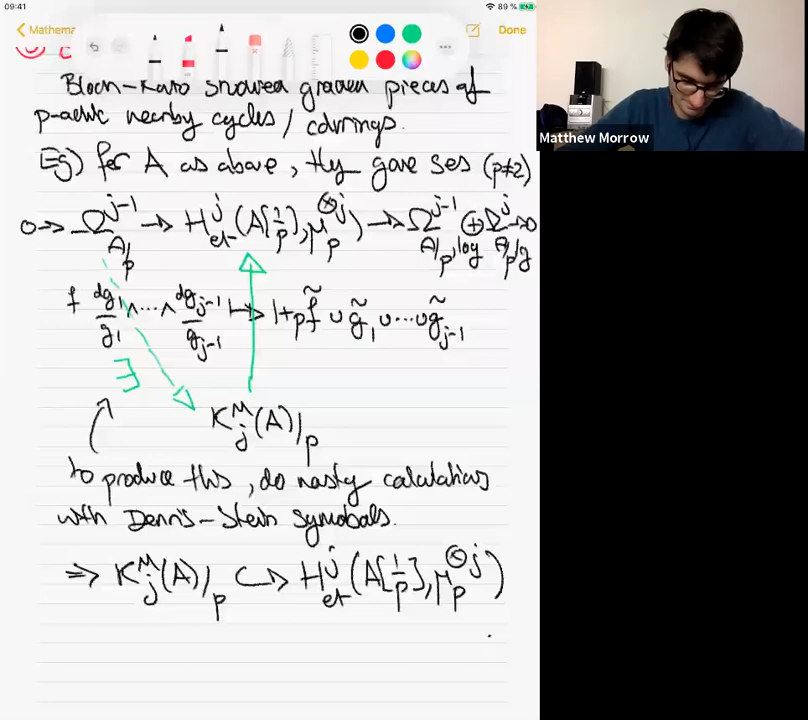 09:41
89 %
Mathema
Done
Matthew Morrow
Bloch-Kato showed graded pieces of
p-adic nearby cycles /
Eg) for A as above, they gave ses (p≠2)
0 → Ω^{j-1}_{A/p} → H^j_{et}(A[1/p], μ_p^{⊗j}) → Ω^{j-1}_{A/p,log} ⊕ Ω^j_{A/p,lg} → 0
f dg_1/g_1 ∧ ... ∧ dg_{j-1}/g_{j-1} ↦ 1+p f̃ ∪ g̃_1 ∪ ... ∪ g̃_{j-1}
∃
K^M_j(A)/p
to produce this, do nasty calculations
with Dennis-Stein symbols.
⇒ K^M_j(A)/p ↪ H^j_{et}(A[1/p], μ_p^{⊗j})